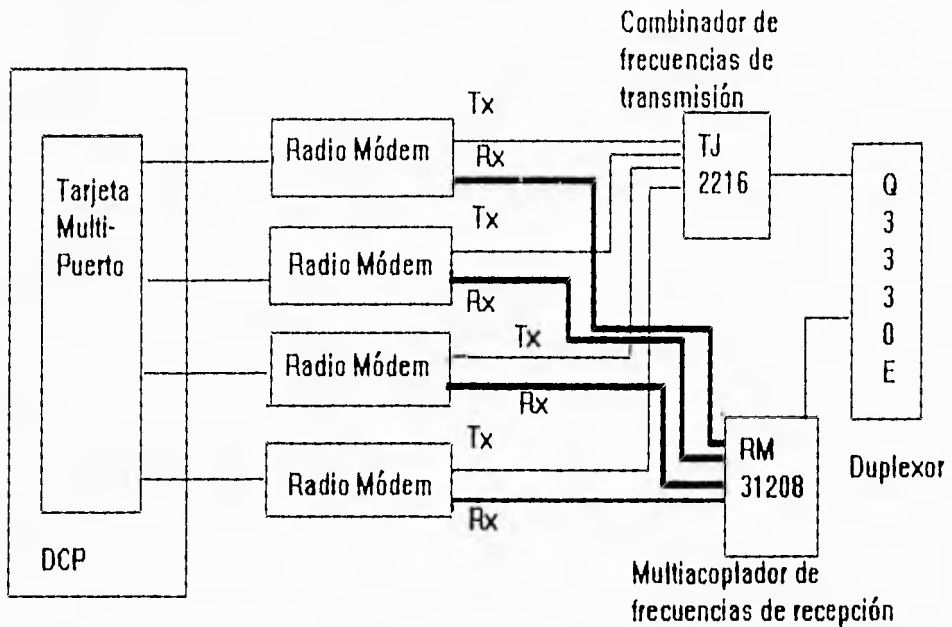 Combinador de
frecuencias de
transmisión
Tx
Radio Módem
Rx
TJ
2216
Tarjeta
Multi-
Puerto
Tx
Radio Módem
Rx
Q
3
3
3
0
E
Tx
Radio Módem
Rx
Tx
Radio Módem
Rx
RM
31208
Duplexor
DCP
Multiacoplador de
frecuencias de recepción